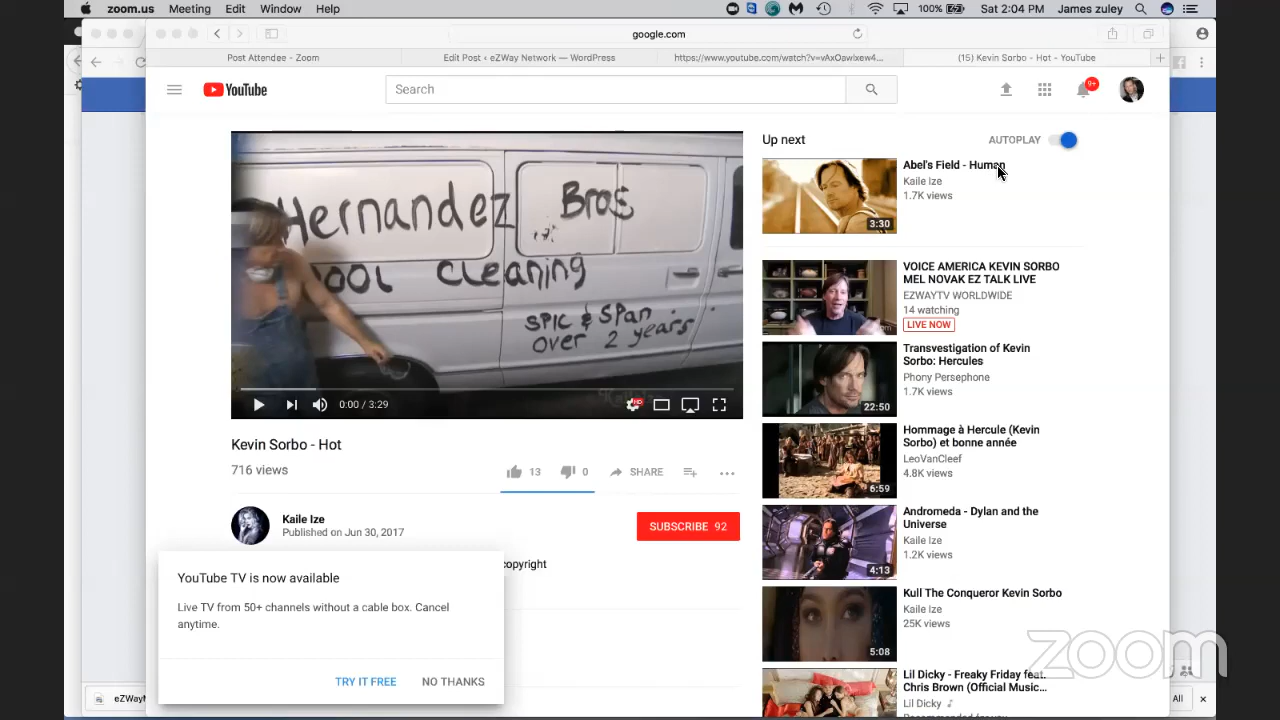 zoom.us Meeting Edit Window Help
100% Sat 2:04 PM James zuley
google.com
Post Attendee - Zoom
Edit Post ‹ eZWay Network — WordPress
https://www.youtube.com/watch?v=vAxOawlxew4...
(15) Kevin Sorbo - Hot - YouTube
YouTube
Search
9+
Hernandez Bros
cleaning
SPIC & SPan
over 2 years
0:00 / 3:29
HD
Kevin Sorbo - Hot
716 views
13
0
SHARE
Kaile Ize
Published on Jun 30, 2017
SUBSCRIBE 92
copyright
YouTube TV is now available
Live TV from 50+ channels without a cable box. Cancel
anytime.
TRY IT FREE
NO THANKS
Up next
AUTOPLAY
Abel's Field - Human
Kaile Ize
1.7K views
3:30
VOICE AMERICA KEVIN SORBO
MEL NOVAK EZ TALK LIVE
EZWAYTV WORLDWIDE
14 watching
LIVE NOW
Transvestigation of Kevin
Sorbo: Hercules
Phony Persephone
1.7K views
22:50
Hommage à Hercule (Kevin
Sorbo) et bonne année
LeoVanCleef
4.8K views
6:59
Andromeda - Dylan and the
Universe
Kaile Ize
1.2K views
4:13
Kull The Conqueror Kevin Sorbo
Kaile Ize
25K views
5:08
Lil Dicky - Freaky Friday feat.
Chris Brown (Official Music...
Lil Dicky
zoom
All